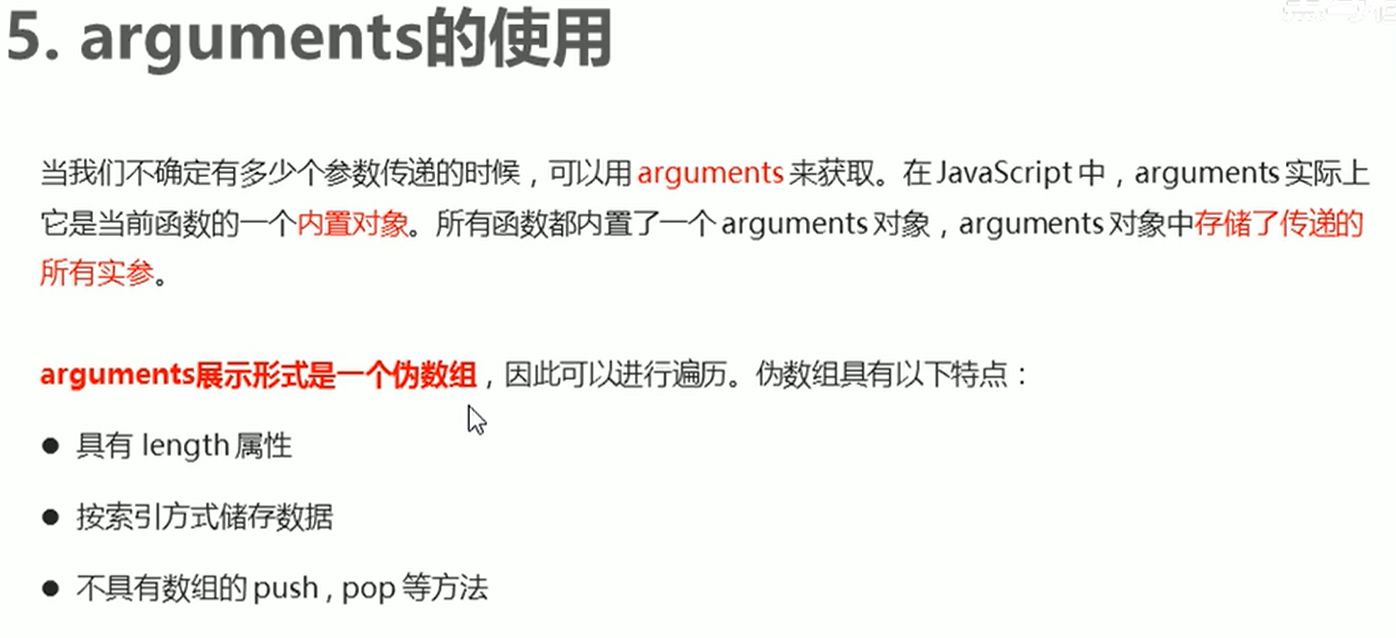 5. arguments的使用
当我们不确定有多少个参数传递的时候，可以用 arguments 来获取。在 JavaScript 中，arguments 实际上
它是当前函数的一个内置对象。所有函数都内置了一个 arguments 对象，arguments 对象中存储了传递的
所有实参。
arguments展示形式是一个伪数组，因此可以进行遍历。伪数组具有以下特点：
● 具有 length 属性
● 按索引方式储存数据
● 不具有数组的 push , pop 等方法